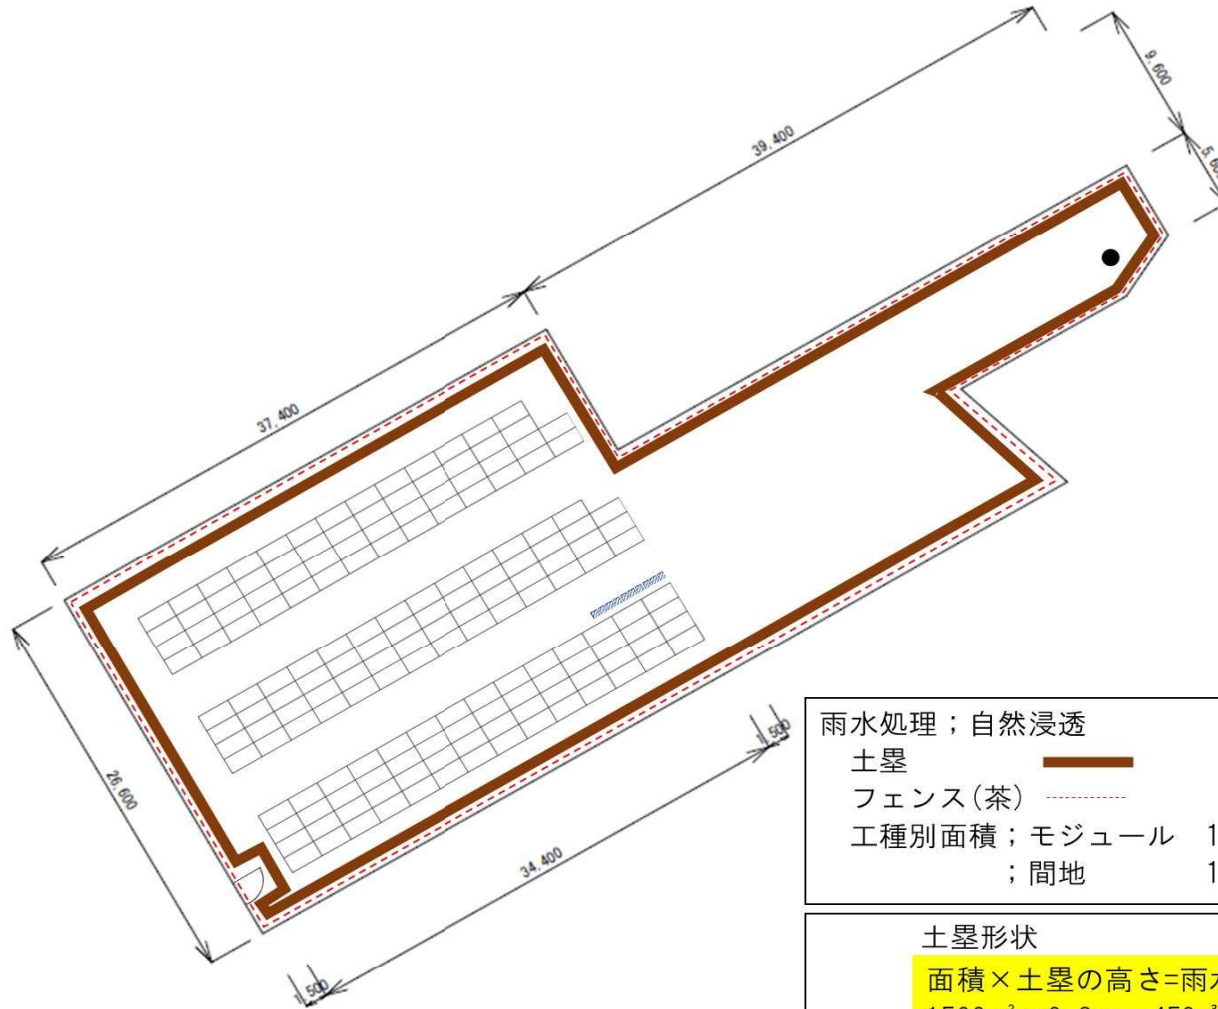 39.400
9.600
37.400
26.600
34.400
1.500
1.500
雨水処理；自然浸透
土塁
フェンス(茶)
工種別面積；モジュール 1
；間地 1
土塁形状
面積×土塁の高さ=雨